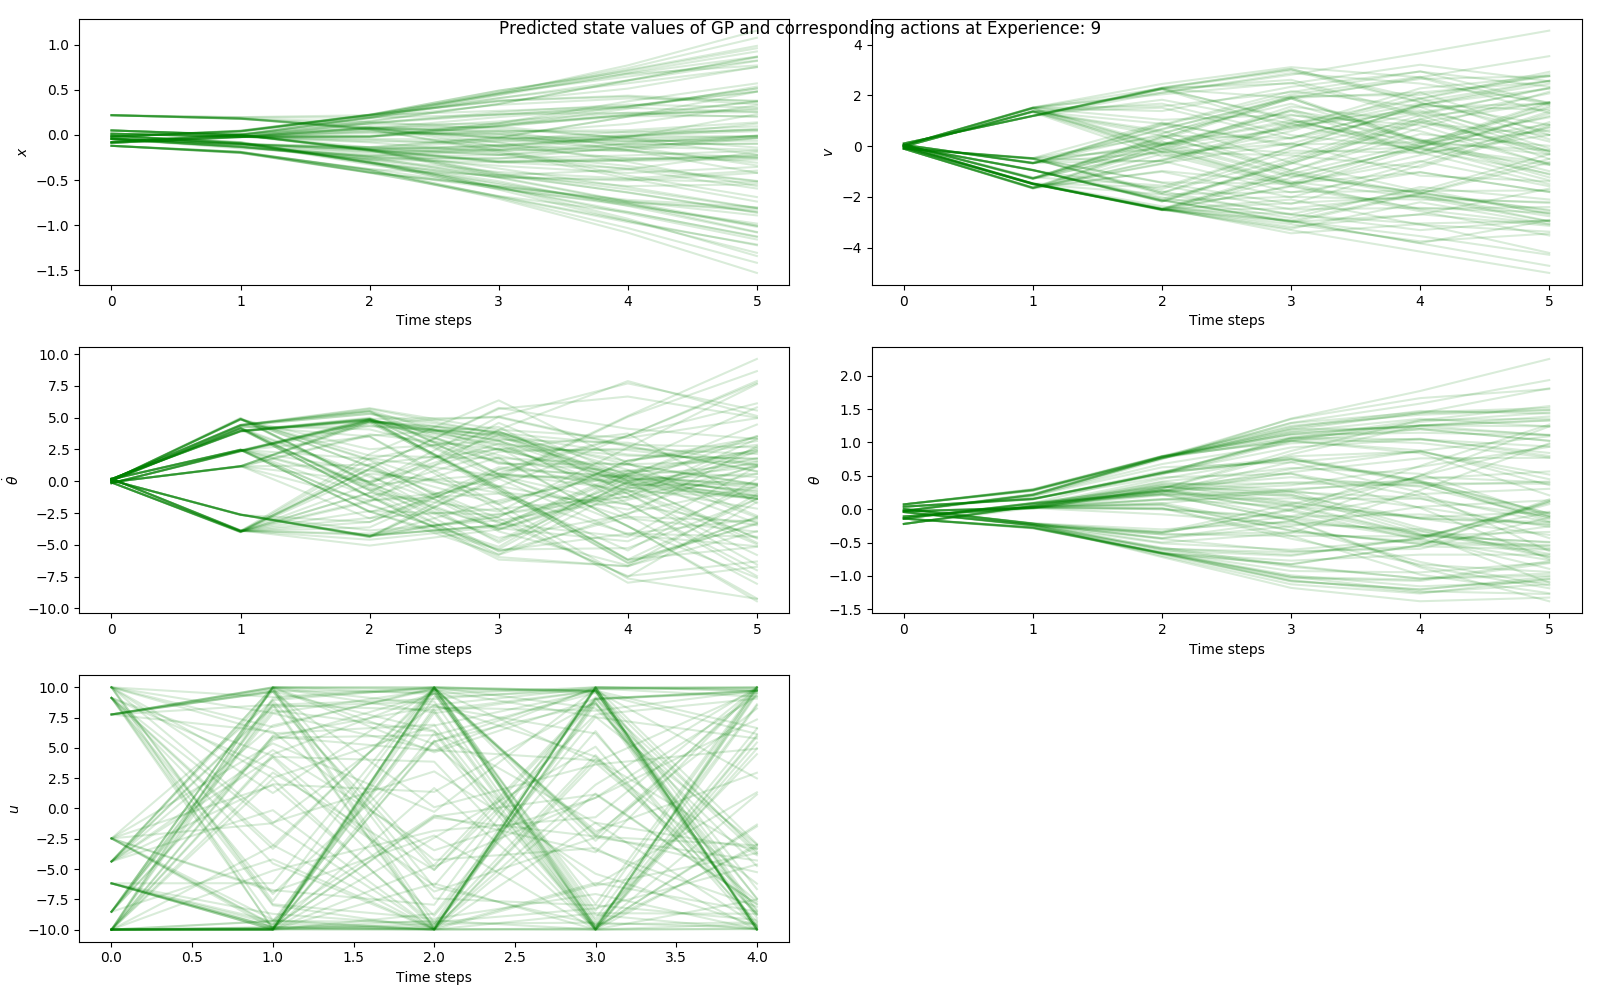 Predicted state values of GP and corresponding actions at Experience: 9
1.0
0.5
0.0
−0.5
−1.0
−1.5
x
0 1 2 3 4 5
Time steps
4
2
0
−2
−4
v
0 1 2 3 4 5
Time steps
10.0
7.5
5.0
2.5
0.0
−2.5
−5.0
−7.5
−10.0
θ̇
0 1 2 3 4 5
Time steps
2.0
1.5
1.0
0.5
0.0
−0.5
−1.0
−1.5
θ
0 1 2 3 4 5
Time steps
10.0
7.5
5.0
2.5
0.0
−2.5
−5.0
−7.5
−10.0
u
0.0 0.5 1.0 1.5 2.0 2.5 3.0 3.5 4.0
Time steps